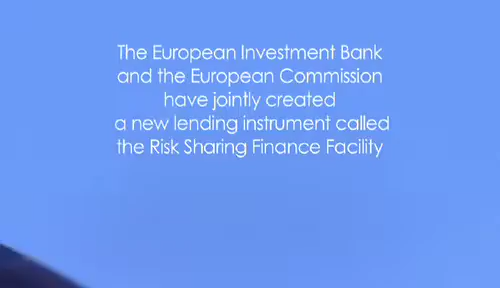 The European Investment Bank
and the European Commission
have jointly created
a new lending instrument called
the Risk Sharing Finance Facility